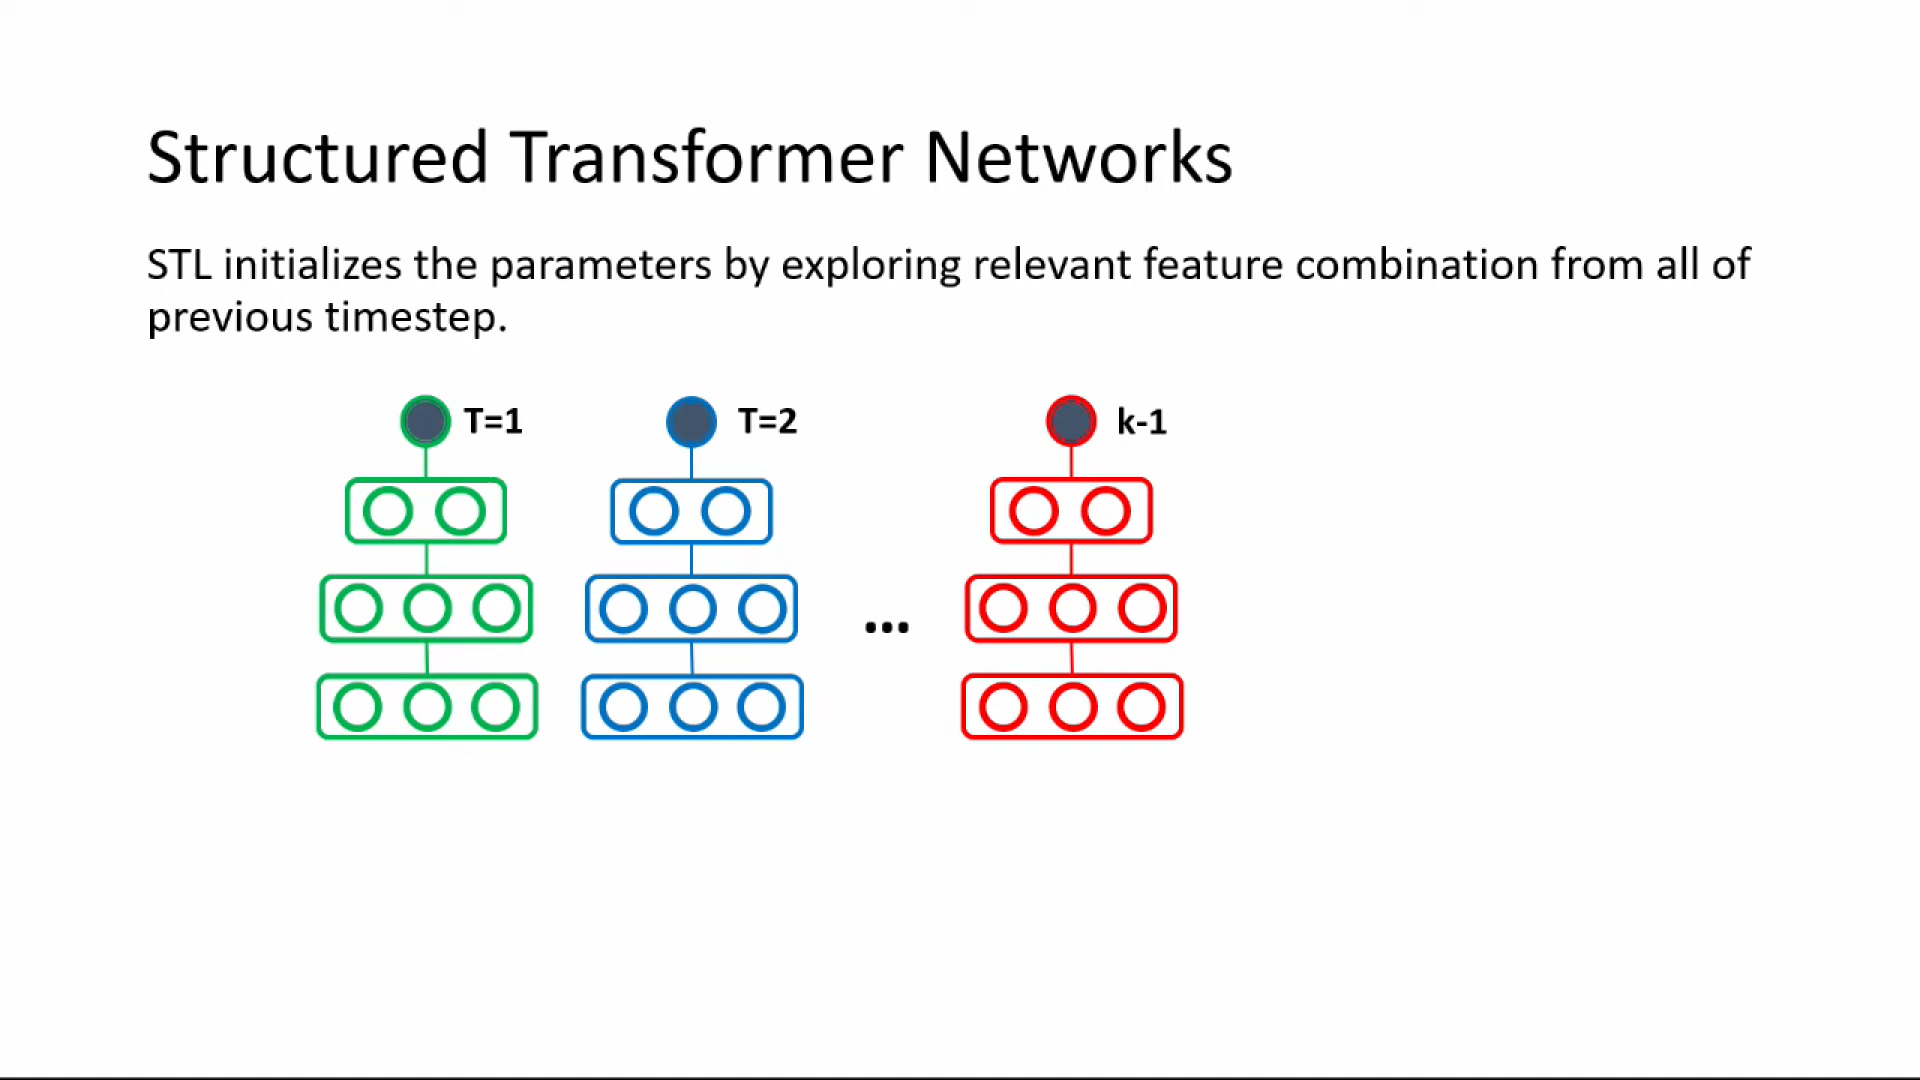 Structured Transformer Networks
STL initializes the parameters by exploring relevant feature combination from all of
previous timestep.
T=1
T=2
k-1
...